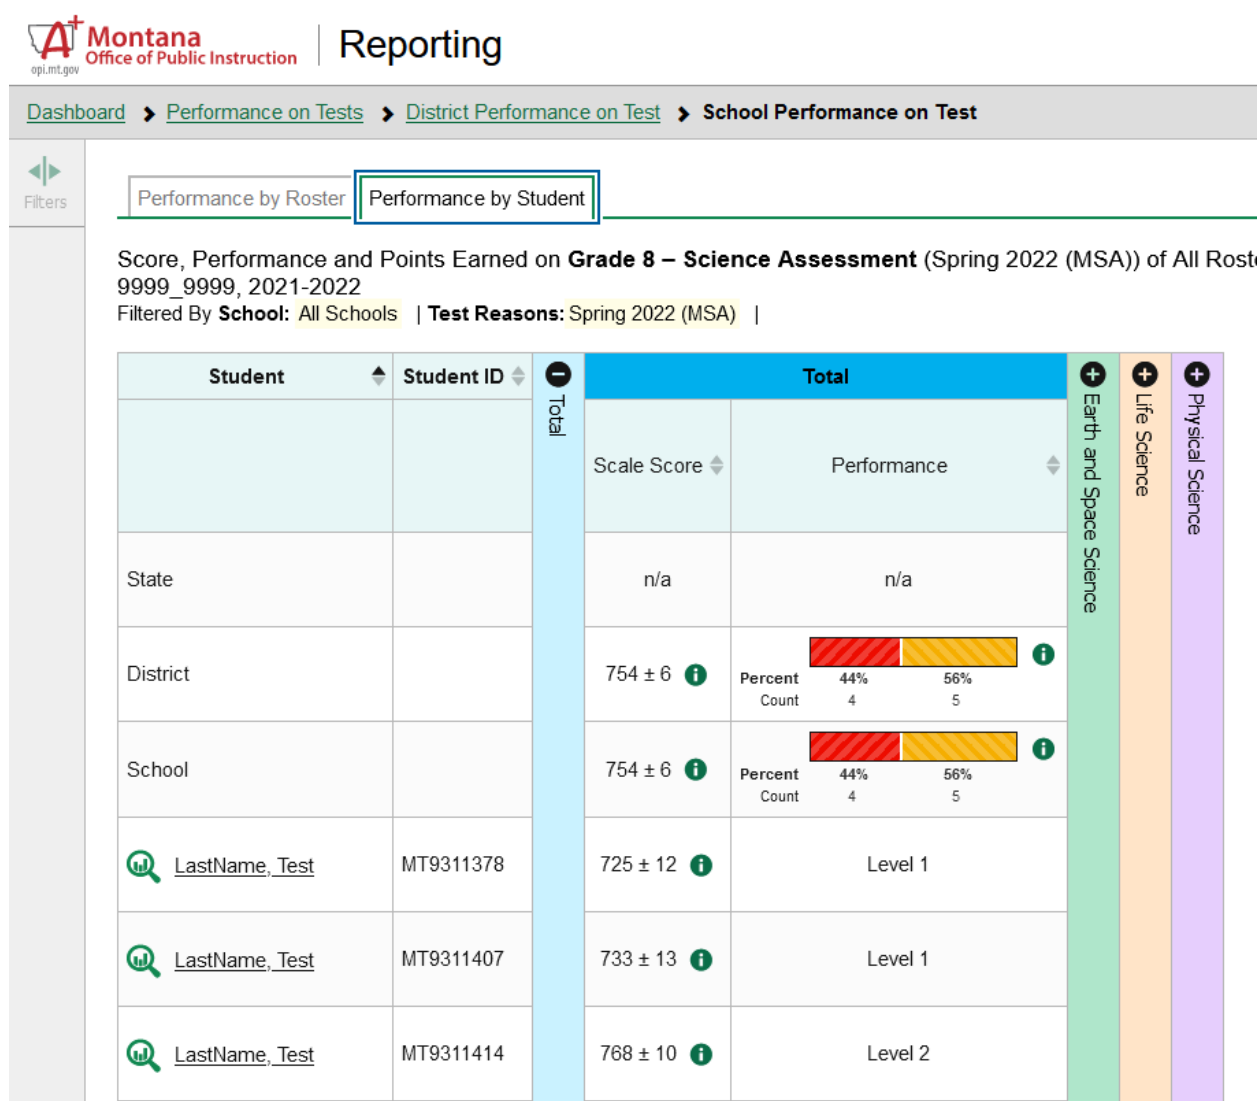 Montana
Office of Public Instruction
opi.mt.gov
Reporting
Dashboard > Performance on Tests > District Performance on Test > School Performance on Test
Filters
Performance by Roster
Performance by Student
Score, Performance and Points Earned on Grade 8 – Science Assessment (Spring 2022 (MSA)) of All
9999_9999, 2021-2022
Filtered By School: All Schools | Test Reasons: Spring 2022 (MSA) |
Student Student ID Total Total
Earth and Space Science
Life Science
Physical Science
Scale Score Performance
State n/a n/a
District 754 ± 6
Percent 44% 56%
Count 4 5
School 754 ± 6
Percent 44% 56%
Count 4 5
LastName, Test MT9311378 725 ± 12 Level 1
LastName, Test MT9311407 733 ± 13 Level 1
LastName, Test MT9311414 768 ± 10 Level 2